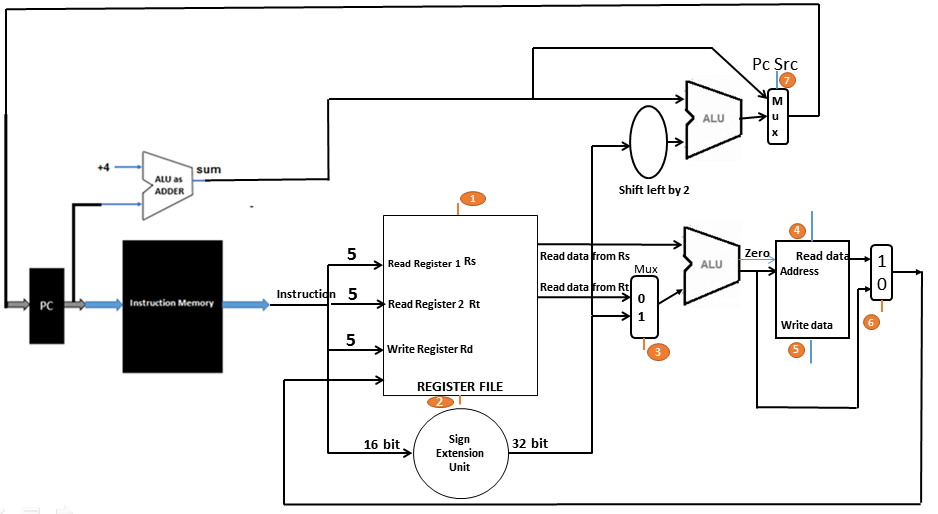 Pc Src
7
M
u
x
ALU
+4
ALU as
ADDER
sum
Shift left by 2
1
5
Read Register 1 Rs
Read data from Rs
ALU
Zero
4
Read data
Address
1
0
PC
Instruction Memory
Instruction
5
Read Register 2 Rt
Read data from Rt
Mux
0
1
5
Write Register Rd
Write data
6
3
5
REGISTER FILE
2
16 bit
Sign
Extension
Unit
32 bit